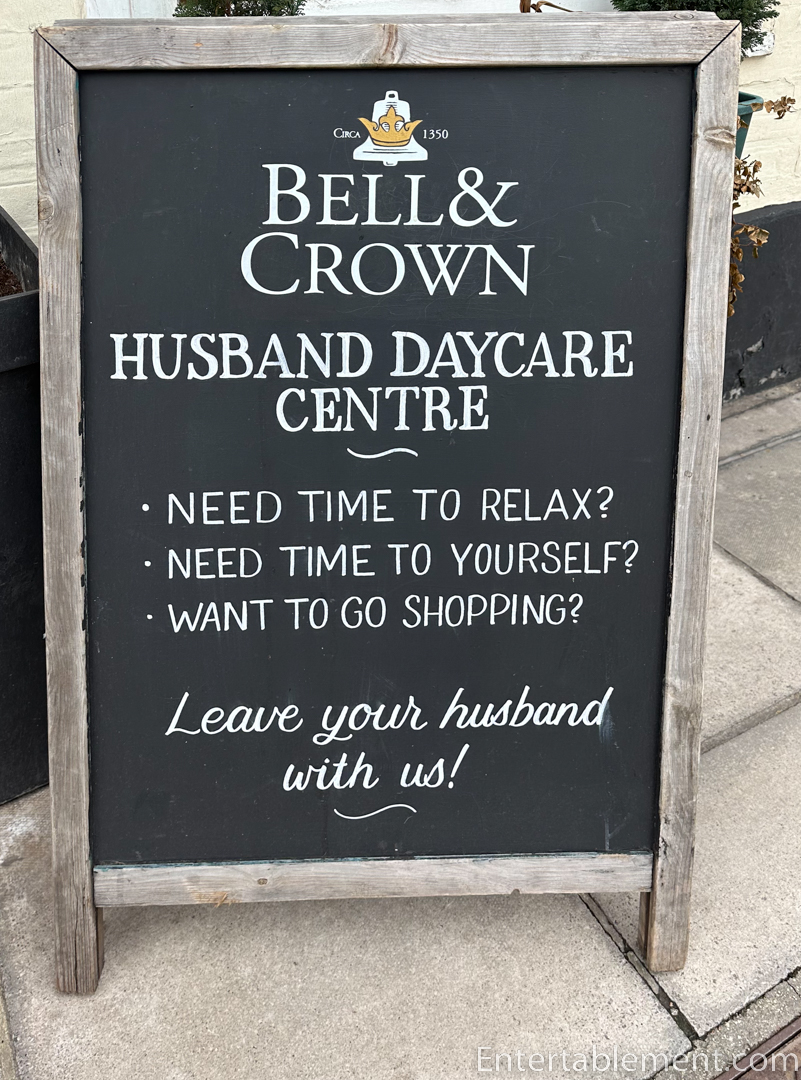 CIRCA 1350
BELL &
CROWN
HUSBAND DAYCARE
CENTRE
• NEED TIME TO RELAX?
• NEED TIME TO YOURSELF?
• WANT TO GO SHOPPING?
Leave your husband
with us!
Entertablement.com